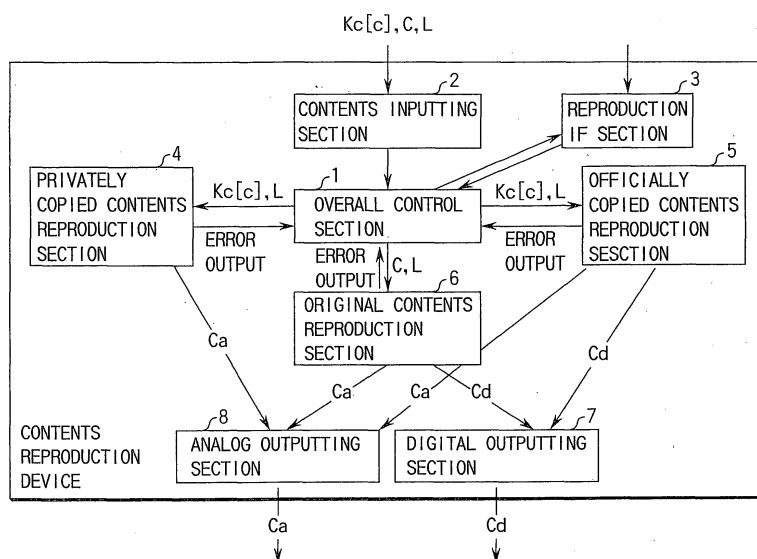 Kc[c], C, L
2
CONTENTS INPUTTING
SECTION
3
REPRODUCTION
IF SECTION
4
PRIVATELY
COPIED CONTENTS
REPRODUCTION
SECTION
Kc[c], L
ERROR
OUTPUT
1
OVERALL CONTROL
SECTION
Kc[c], L
ERROR
OUTPUT
5
OFFICIALLY
COPIED CONTENTS
REPRODUCTION
SESCTION
ERROR
OUTPUT
C, L
6
ORIGINAL CONTENTS
REPRODUCTION
SECTION
Ca
Ca
Cd
Ca
Cd
CONTENTS
REPRODUCTION
DEVICE
8
ANALOG OUTPUTTING
SECTION
7
DIGITAL OUTPUTTING
SECTION
Ca
Cd